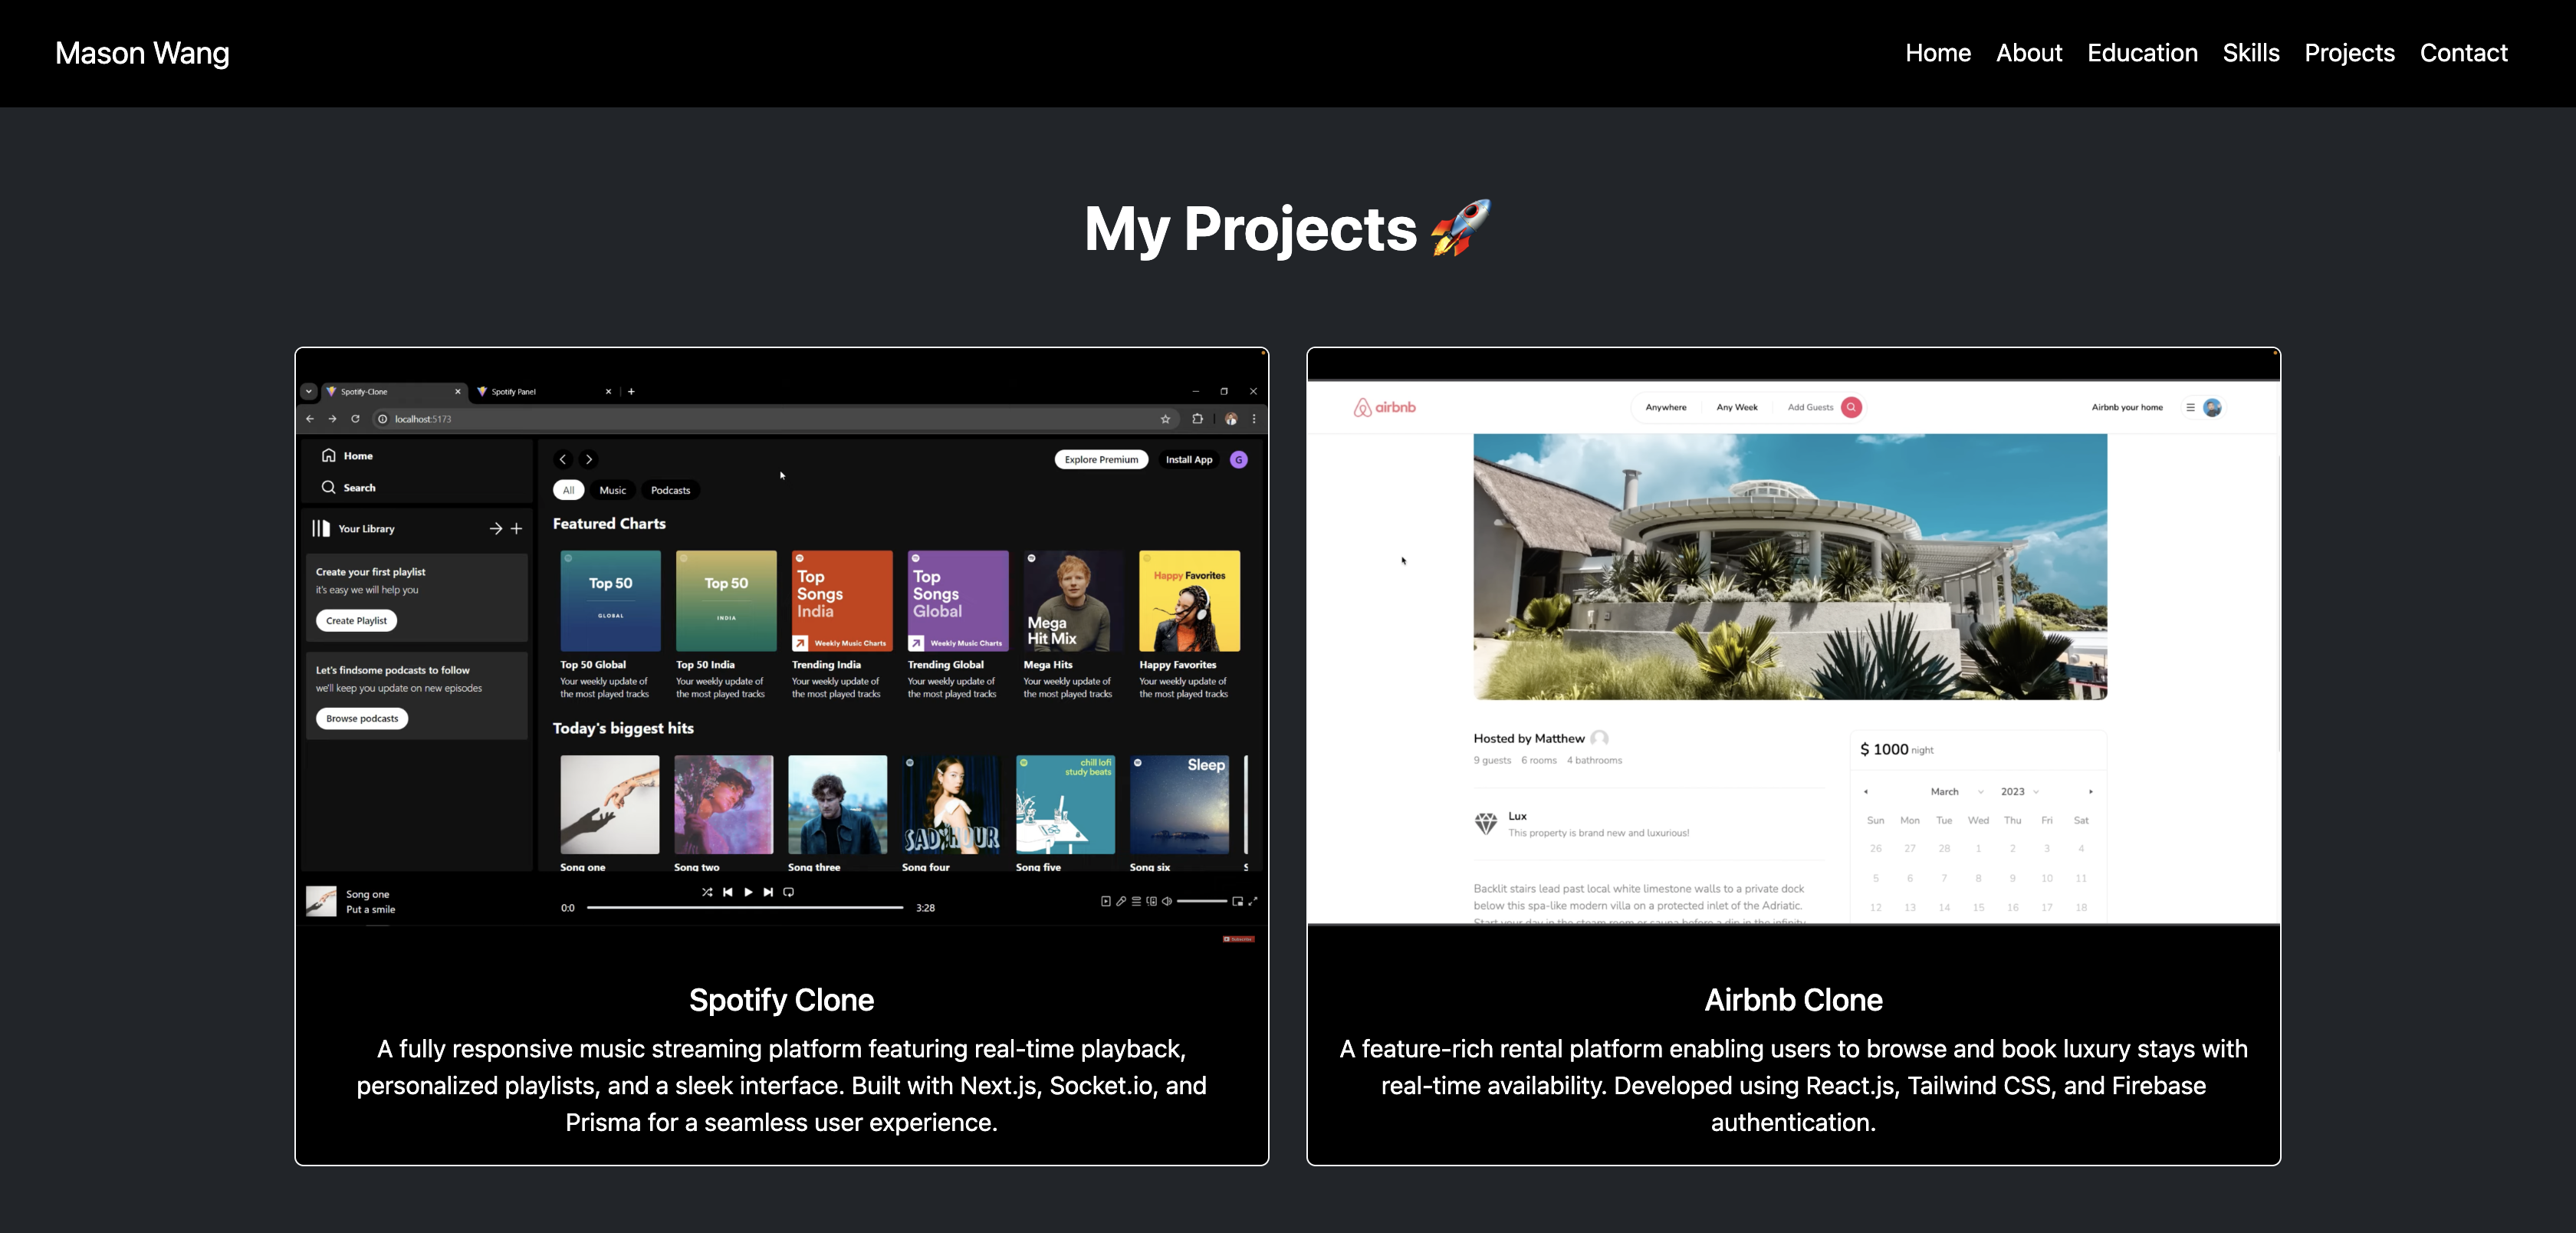 Mason Wang
Home About Education Skills Projects Contact
My Projects 🚀
Spotify-Clone
Spotify Panel
localhost:5173
Home
Search
Your Library
Create your first playlist
it's easy we will help you
Create Playlist
Let's findsome podcasts to follow
we'll keep you update on new episodes
Browse podcasts
Explore Premium
Install App
G
All
Music
Podcasts
Featured Charts
Top 50
GLOBAL
Top 50
INDIA
Top
Songs
India
Weekly Music Charts
Top
Songs
Global
Weekly Music Charts
Mega
Hit Mix
Happy Favorites
Top 50 Global
Your weekly update of
the most played tracks
Top 50 India
Your weekly update of
the most played tracks
Trending India
Your weekly update of
the most played tracks
Trending Global
Your weekly update of
the most played tracks
Mega Hits
Your weekly update of
the most played tracks
Happy Favorites
Your weekly update of
the most played tracks
Today's biggest hits
SAD HOUR
chill lofi
study beats
Sleep
Song one
Song two
Song three
Song four
Song five
Song six
S
Song one
Put a smile
0:0
3:28
Spotify Clone
A fully responsive music streaming platform featuring real-time playback,
personalized playlists, and a sleek interface. Built with Next.js, Socket.io, and
Prisma for a seamless user experience.
airbnb
Anywhere
Any Week
Add Guests
Airbnb your home
Hosted by Matthew
9 guests 6 rooms 4 bathrooms
Lux
This property is brand new and luxurious!
Backlit stairs lead past local white limestone walls to a private dock
below this spa-like modern villa on a protected inlet of the Adriatic.
Start your day in the steam room or sauna before a dip in the infinity
$ 1000 night
March 2023
Sun Mon Tue Wed Thu Fri Sat
26 27 28 1 2 3 4
5 6 7 8 9 10 11
12 13 14 15 16 17 18
Airbnb Clone
A feature-rich rental platform enabling users to browse and book luxury stays with
real-time availability. Developed using React.js, Tailwind CSS, and Firebase
authentication.